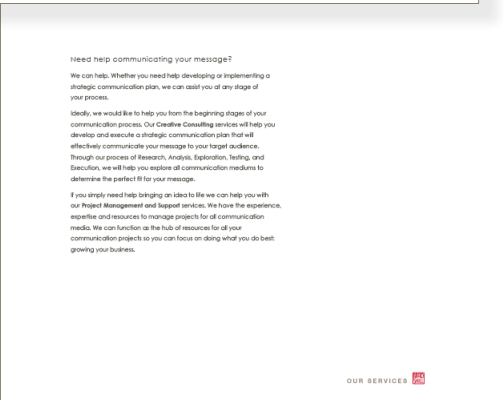 Need help communicating your message?
We can help. Whether you need help developing or implementing a
strategic communication plan, we can assist you at any stage of
your process.
Ideally, we would like to help you from the beginning stages of your
communication process. Our Creative Consulting services will help you
develop and execute a strategic communication plan that will
effectively communicate your message to your target audience.
Through our process of Research, Analysis, Exploration, Testing, and
Execution, we will help you explore all communication mediums to
determine the perfect fit for your message.
If you simply need help bringing an idea to life we can help you with
our Project Management and Support services. We have the experience,
expertise and resources to manage projects for all communication
media. We can function as the hub of resources for all your
communication projects so you can focus on doing what you do best:
growing your business.
OUR SERVICES